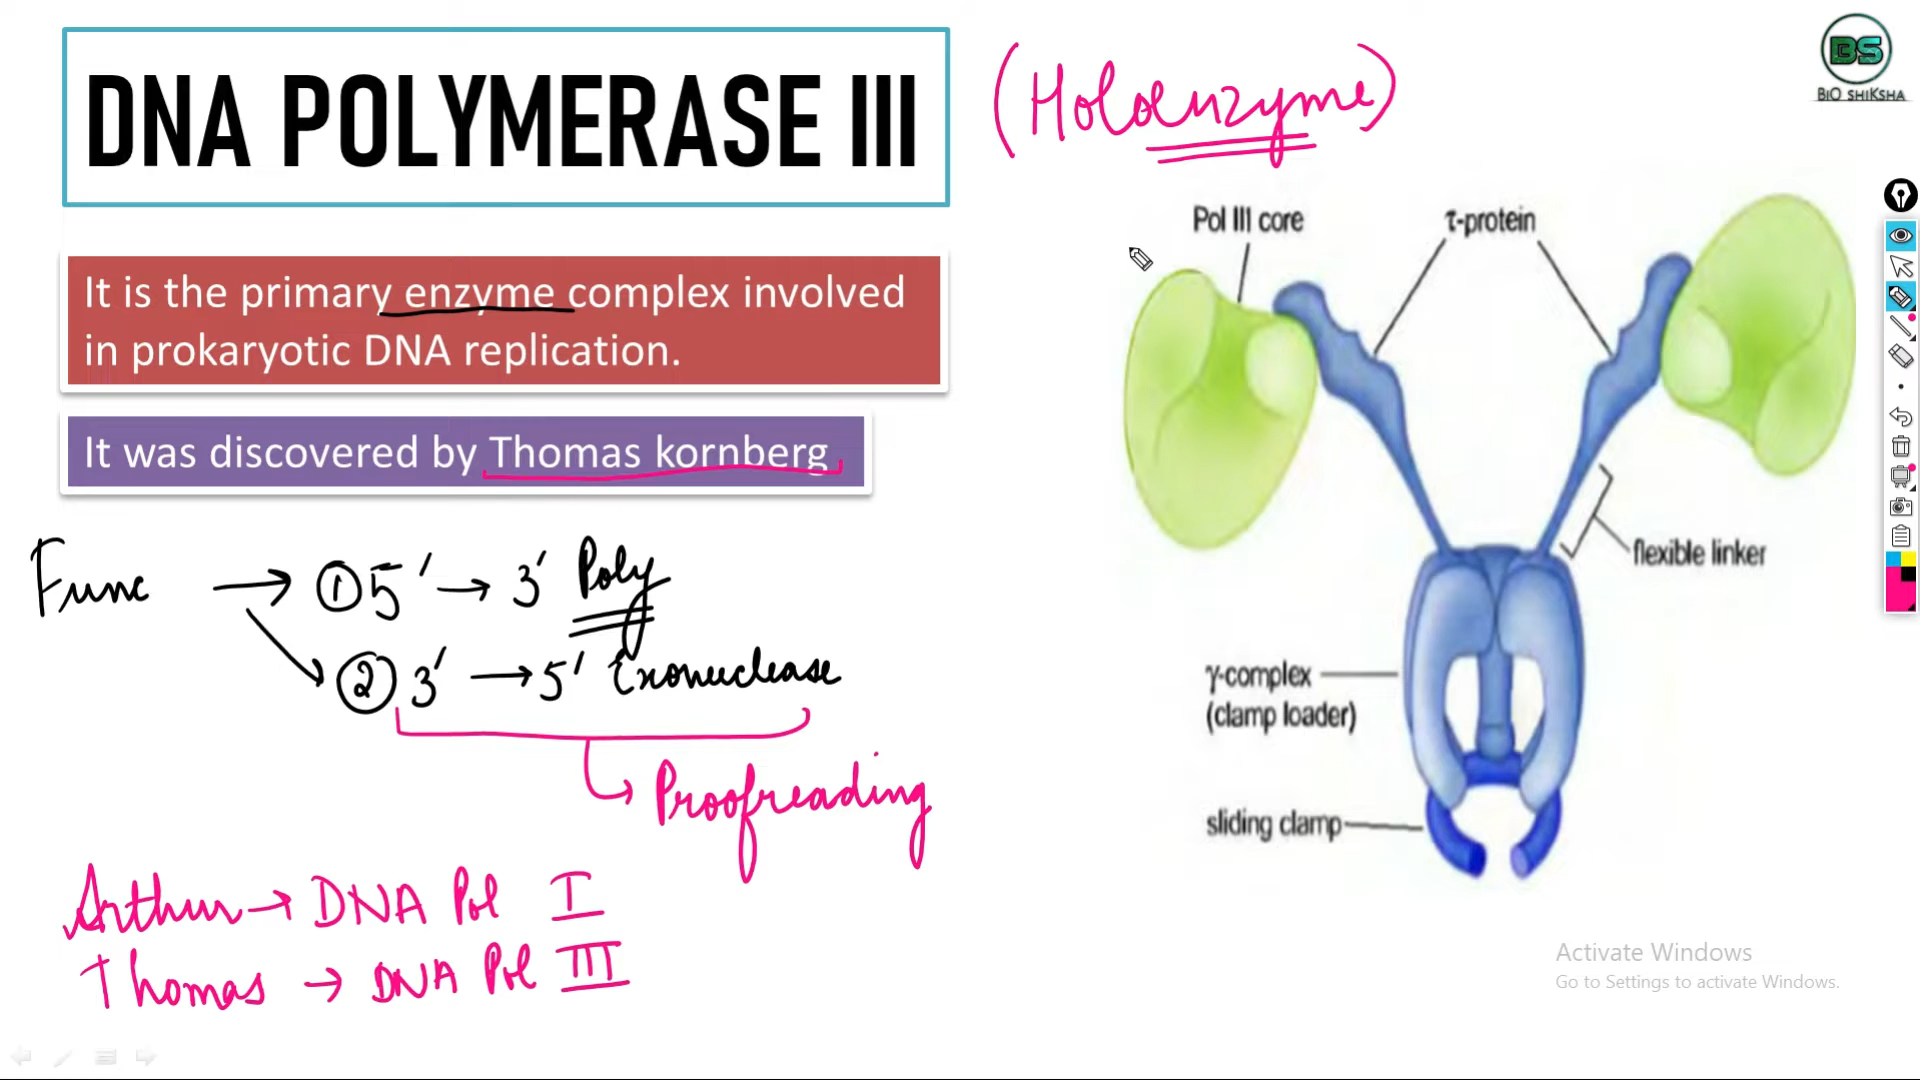 DNA POLYMERASE III
(Holoenzyme)
BS
BIO SHIKSHA
It is the primary enzyme complex involved
in prokaryotic DNA replication.
It was discovered by Thomas kornberg
Func → ① 5′ → 3′ Poly
② 3′ → 5′ Exonuclease
Proofreading
Arthur → DNA Pol I
Thomas → DNA Pol III
Pol III core
τ-protein
flexible linker
γ-complex
(clamp loader)
sliding clamp
Activate Windows
Go to Settings to activate Windows.